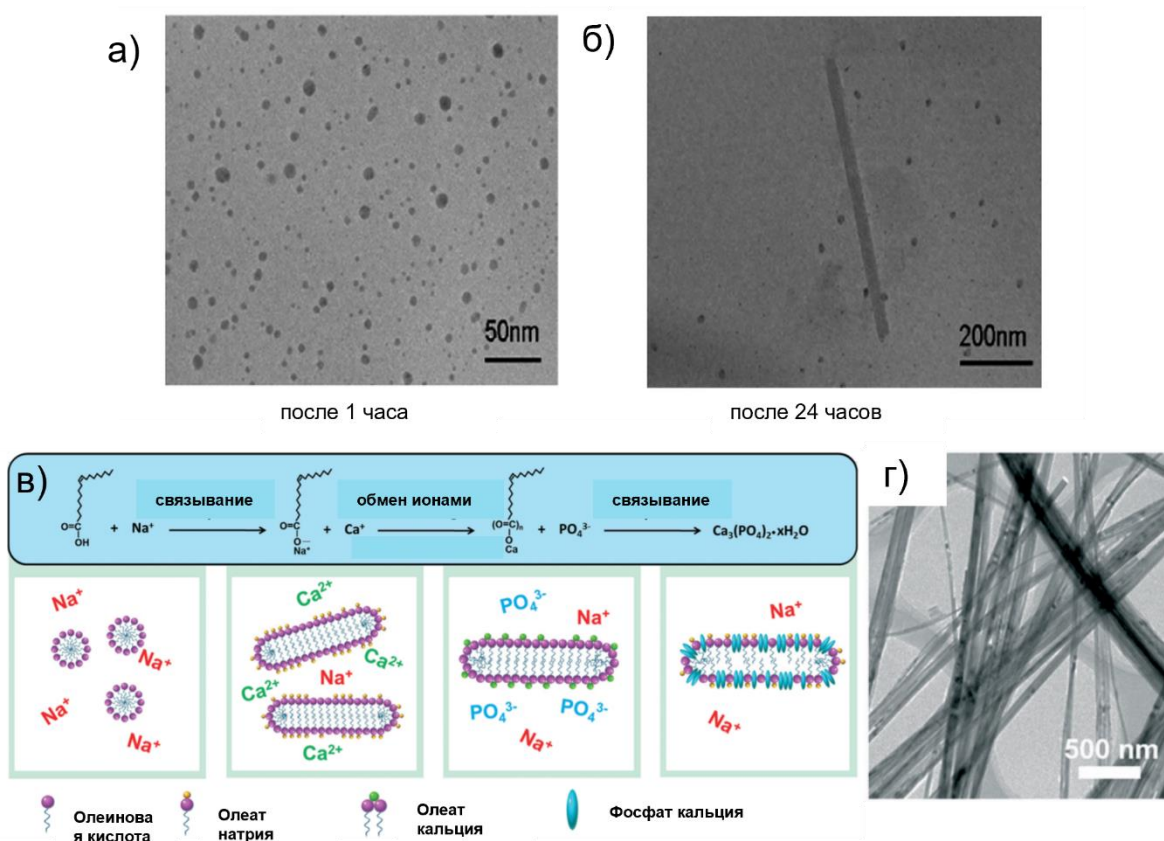 а)
50nm
после 1 часа
б)
200nm
после 24 часов
в)
связывание
обмен ионами
связывание
O= OH + Na⁺ O= O⁻ Na⁺ + Ca⁺ (O= )ₙ O Ca + PO₄³⁻ Ca₃(PO₄)₂•xH₂O
Na⁺
Na⁺
Na⁺
Na⁺
Ca²⁺
Na⁺
Ca²⁺
Ca²⁺
Ca²⁺
PO₄³⁻
Na⁺
PO₄³⁻
PO₄³⁻
Na⁺
Na⁺
Олеинова
я кислота
Олеат
натрия
Олеат
кальция
Фосфат кальция
г)
500 nm